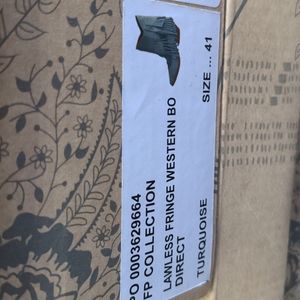 PO 0003629664
FP COLLECTION
LAWLESS FRINGE WESTERN BO
DIRECT
TURQUOISE
SIZE ... 41